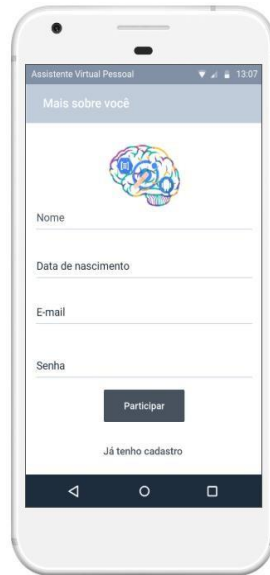 Assistente Virtual Pessoal 13:07
Mais sobre você
Nome
Data de nascimento
E-mail
Senha
Participar
Já tenho cadastro